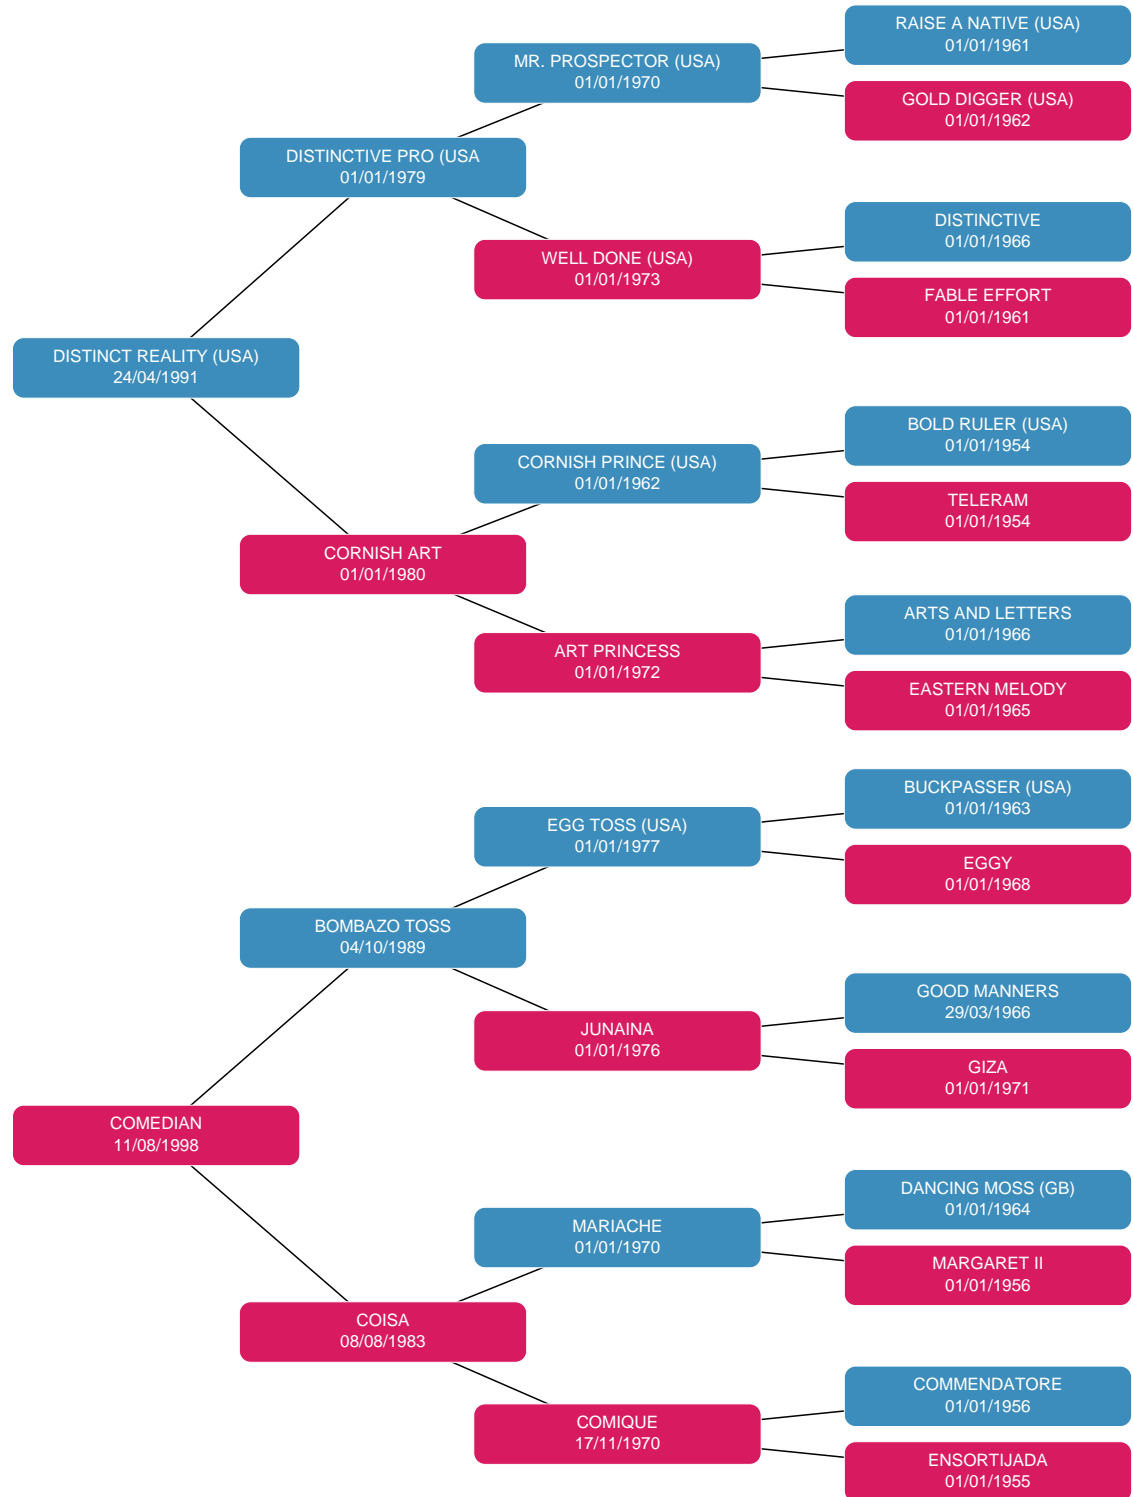 RAISE A NATIVE (USA)
01/01/1961
MR. PROSPECTOR (USA)
01/01/1970
GOLD DIGGER (USA)
01/01/1962
DISTINCTIVE PRO (USA
01/01/1979
DISTINCTIVE
01/01/1966
WELL DONE (USA)
01/01/1973
FABLE EFFORT
01/01/1961
DISTINCT REALITY (USA)
24/04/1991
BOLD RULER (USA)
01/01/1954
CORNISH PRINCE (USA)
01/01/1962
TELERAM
01/01/1954
CORNISH ART
01/01/1980
ARTS AND LETTERS
01/01/1966
ART PRINCESS
01/01/1972
EASTERN MELODY
01/01/1965
BUCKPASSER (USA)
01/01/1963
EGG TOSS (USA)
01/01/1977
EGGY
01/01/1968
BOMBAZO TOSS
04/10/1989
GOOD MANNERS
29/03/1966
JUNAINA
01/01/1976
GIZA
01/01/1971
COMEDIAN
11/08/1998
DANCING MOSS (GB)
01/01/1964
MARIACHE
01/01/1970
MARGARET II
01/01/1956
COISA
08/08/1983
COMMENDATORE
01/01/1956
COMIQUE
17/11/1970
ENSORTIJADA
01/01/1955